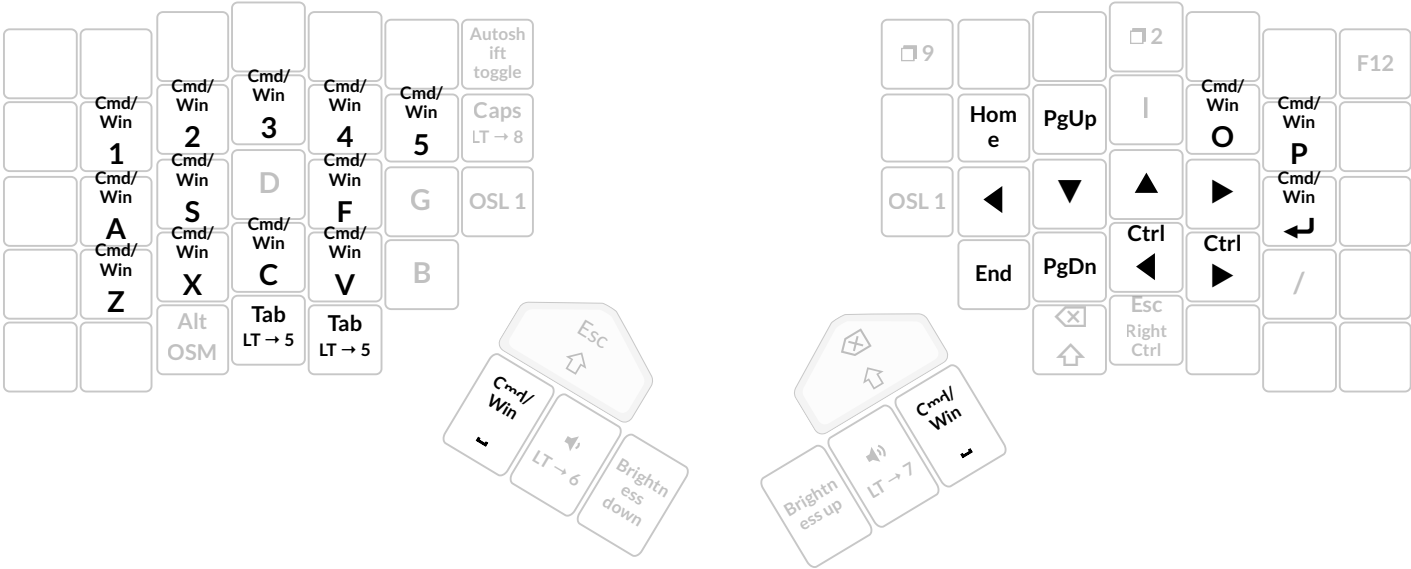 Autosh
ift
toggle
9
2
F12
Cmd/
Win
1
Cmd/
Win
2
Cmd/
Win
3
Cmd/
Win
4
Cmd/
Win
5
Caps
LT → 8
Hom
e
PgUp
I
Cmd/
Win
O
Cmd/
Win
P
Cmd/
Win
A
Cmd/
Win
S
D
Cmd/
Win
F
G
OSL 1
OSL 1
Cmd/
Win
Cmd/
Win
Z
Cmd/
Win
X
Cmd/
Win
C
Cmd/
Win
V
B
End
PgDn
Ctrl
Ctrl
/
Alt
OSM
Tab
LT → 5
Tab
LT → 5
Esc
Right
Ctrl
Esc
Cmd/
Win
LT → 6
Brightn
ess
down
Cmd/
Win
LT → 7
Brightn
ess up